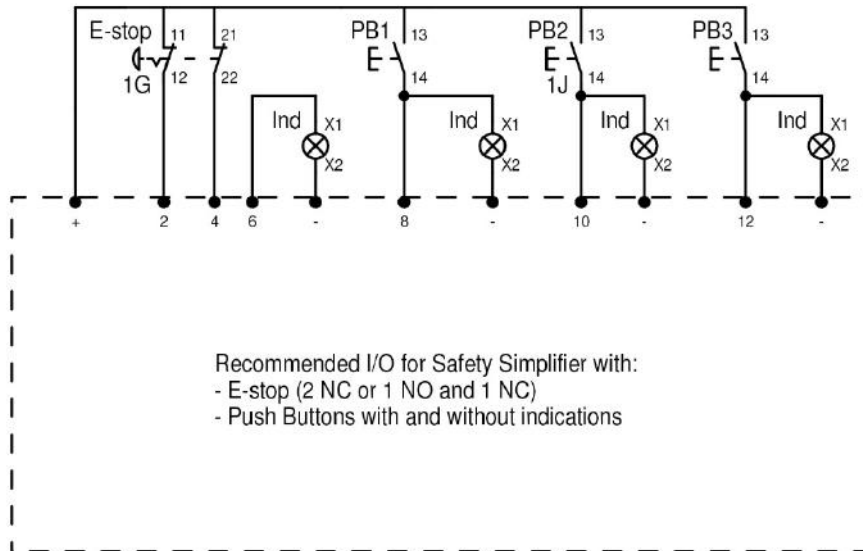 E-stop 11 21 PB1 13 PB2 13 PB3 13
1G 12 22 14 1J 14 14
Ind X1 Ind X1 Ind X1 Ind X1
X2 X2 X2 X2
+ 2 4 6 - 8 - 10 - 12 -
Recommended I/O for Safety Simplifier with:
- E-stop (2 NC or 1 NO and 1 NC)
- Push Buttons with and without indications